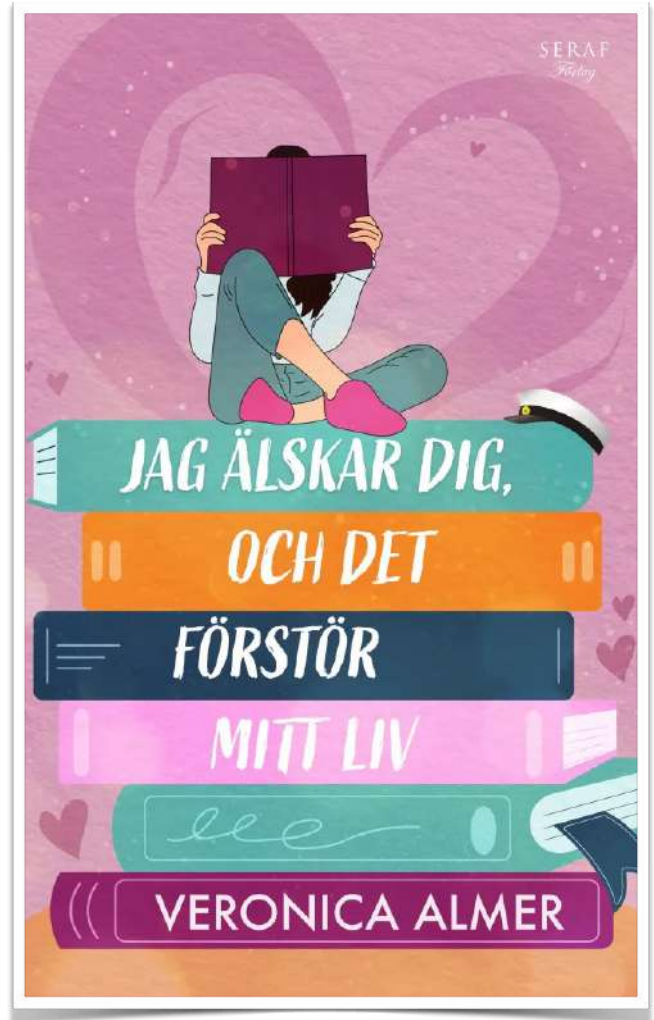 SERAF
Förlag
JAG ÄLSKAR DIG,
OCH DET
FÖRSTÖR
MITT LIV
VERONICA ALMER